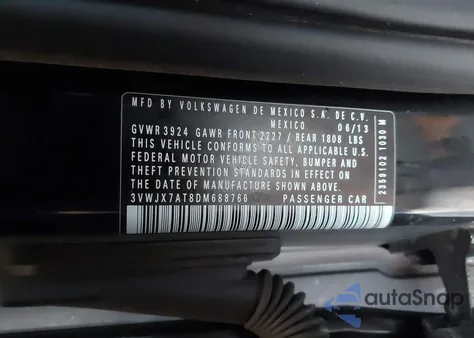 MFD BY VOLKSWAGEN DE MEXICO S.A. DE C.V.
MEXICO 06/13
GVWR 3924 GAWR FRONT 2227 / REAR 1808 LBS
THIS VEHICLE CONFORMS TO ALL APPLICABLE U.S.
FEDERAL MOTOR VEHICLE SAFETY, BUMPER AND
THEFT PREVENTION STANDARDS IN EFFECT ON
THE DATE OF MANUFACTURE SHOWN ABOVE
3VWJX7AT8DM688766 PASSENGER CAR
2359102 1030 M
autoSnap